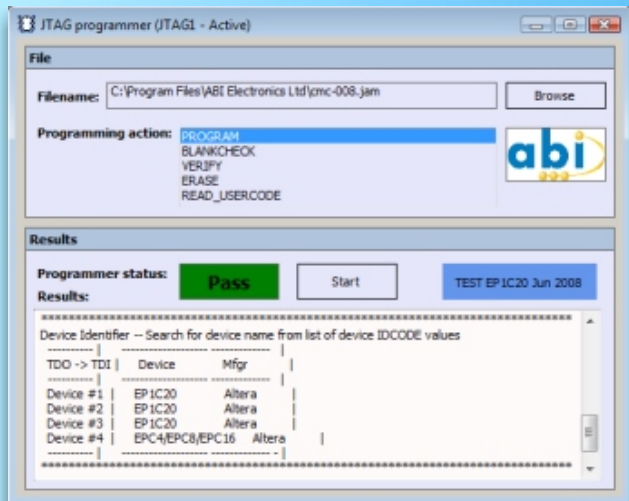 JTAG programmer (JTAG1 - Active)
File
Filename: C:\Program Files\ABI Electronics Ltd\cmc-008.jam Browse
Programming action: PROGRAM
BLANKCHECK
VERIFY
ERASE
READ_USERCODE
abi
Results
Programmer status: Pass Start TEST EP1C20 Jun 2008
Results:
********************************************************************************
Device Identifier -- Search for device name from list of device IDCODE values
---------- | ------------------- ------------- |
TDO -> TDI | Device Mfgr |
---------- | ------------------- ------------- |
Device #1 | EP1C20 Altera |
Device #2 | EP1C20 Altera |
Device #3 | EP1C20 Altera |
Device #4 | EPC4/EPC8/EPC16 Altera |
---------- | ------------------- ------------- - |
********************************************************************************